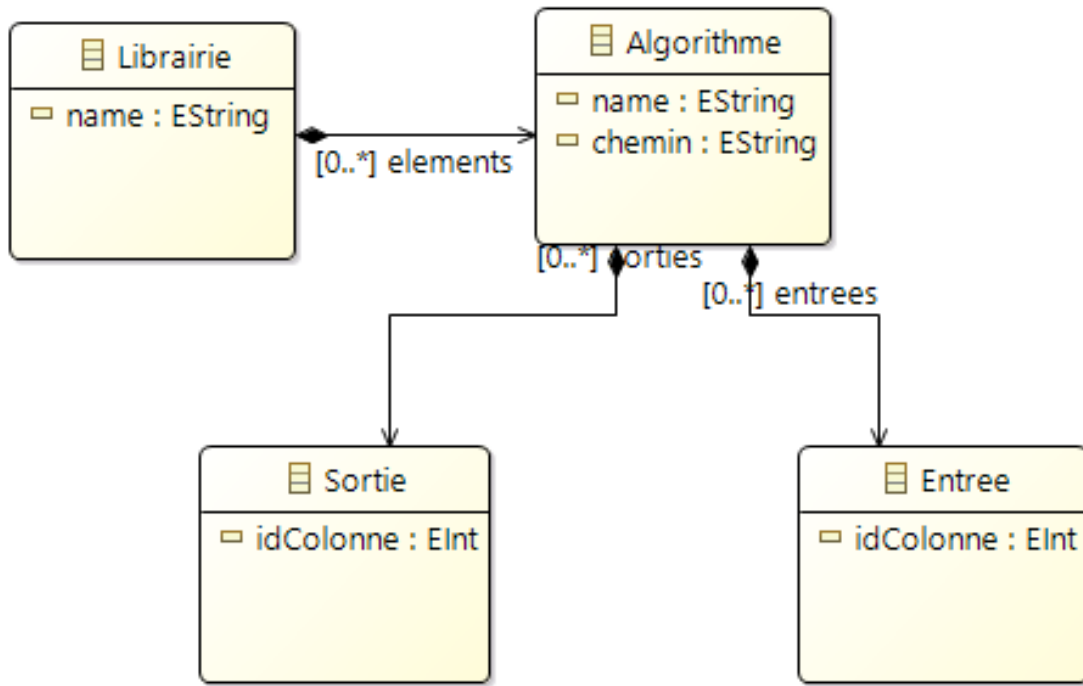 Librairie
name : EString
Algorithme
name : EString
chemin : EString
[0..*] elements
[0..*] sorties
[0..*] entrees
Sortie
idColonne : EInt
Entree
idColonne : EInt